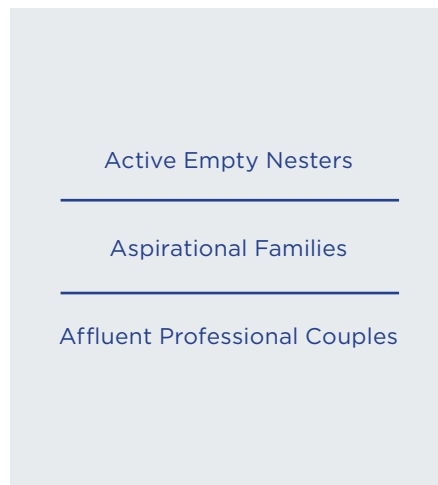 Active Empty Nesters
Aspirational Families
Affluent Professional Couples